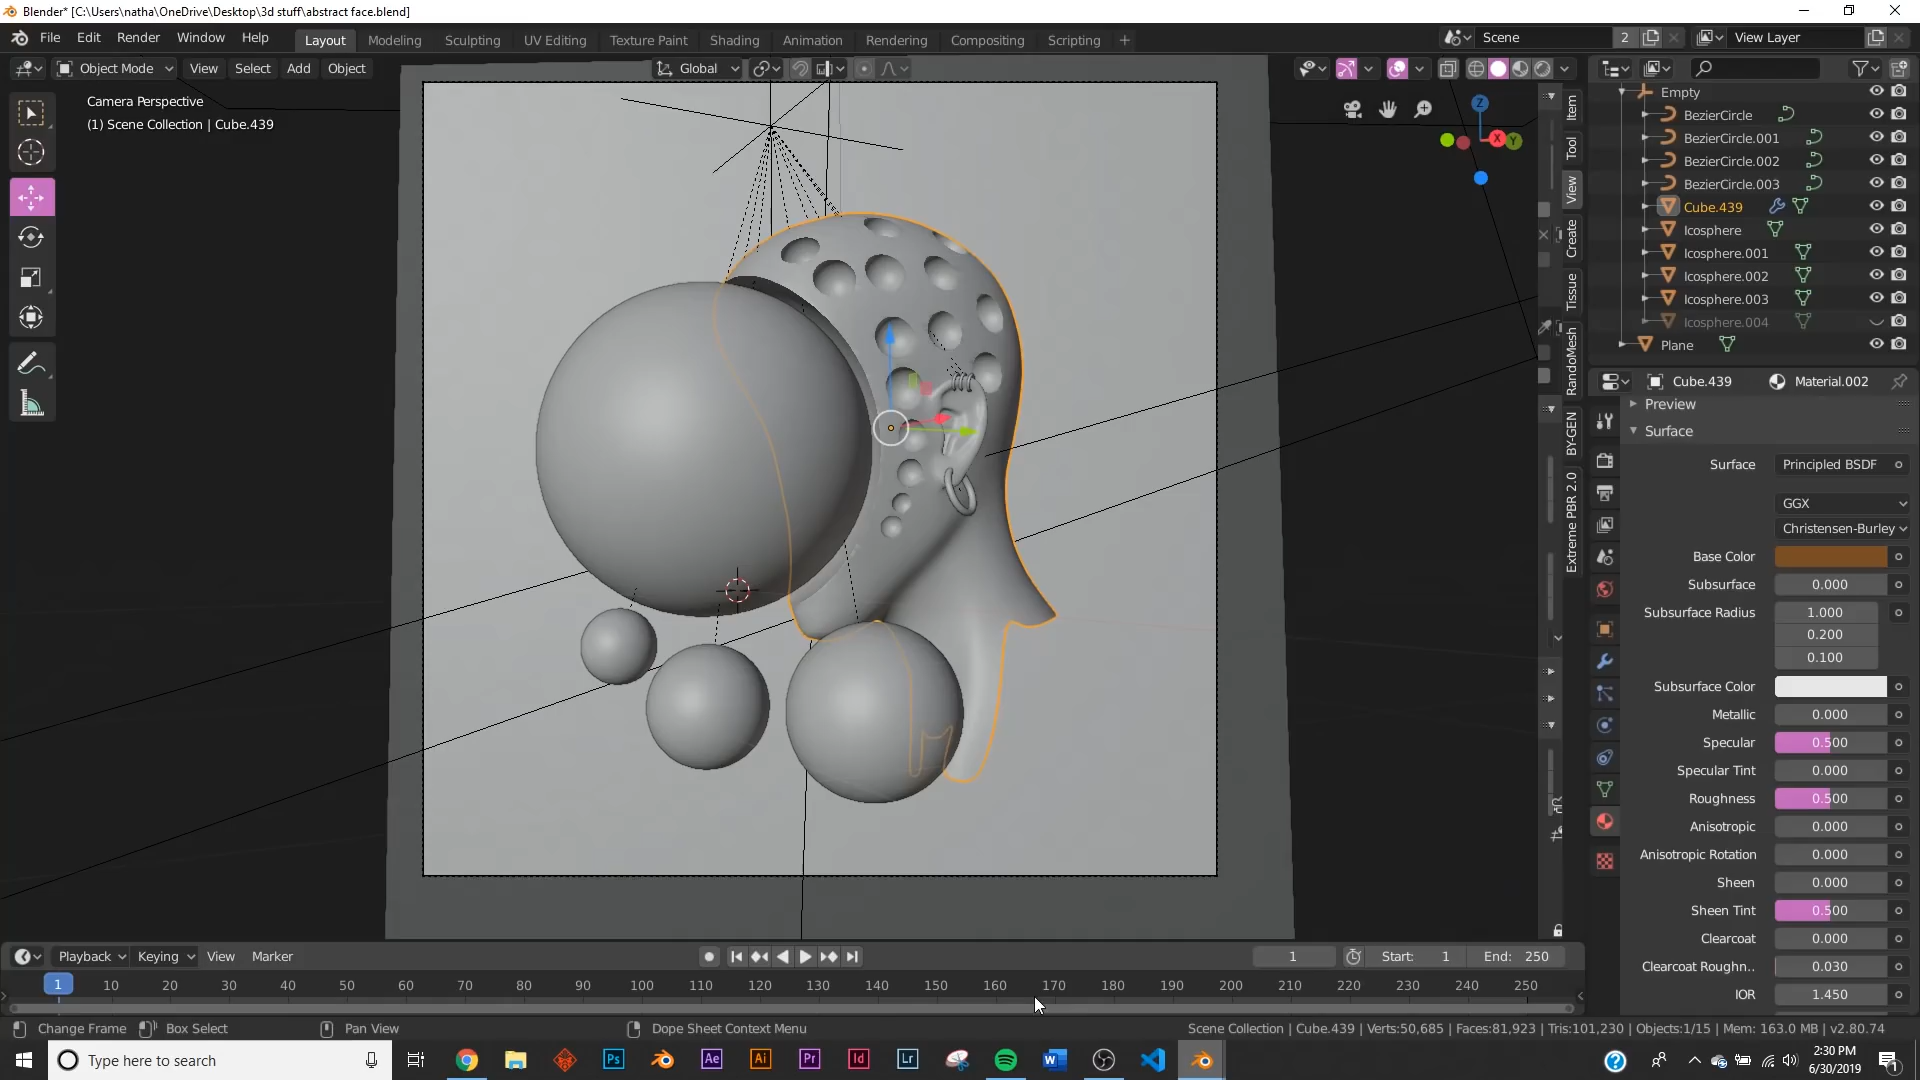 Blender* [C:\Users\natha\OneDrive\Desktop\3d stuff\abstract face.blend]
File Edit Render Window Help
Layout Modeling Sculpting UV Editing Texture Paint Shading Animation Rendering Compositing Scripting +
Scene 2 View Layer
Object Mode View Select Add Object
Global
Camera Perspective
(1) Scene Collection | Cube.439
Z
X
Y
Item
Tool
View
Create
Tissue
RandoMesh
BY-GEN
Extreme PBR 2.0
Empty
BezierCircle
BezierCircle.001
BezierCircle.002
BezierCircle.003
Cube.439
Icosphere
Icosphere.001
Icosphere.002
Icosphere.003
Icosphere.004
Plane
Cube.439 Material.002
Preview
Surface
Surface Principled BSDF
GGX
Christensen-Burley
Base Color
Subsurface 0.000
Subsurface Radius 1.000
0.200
0.100
Subsurface Color
Metallic 0.000
Specular 0.500
Specular Tint 0.000
Roughness 0.500
Anisotropic 0.000
Anisotropic Rotation 0.000
Sheen 0.000
Sheen Tint 0.500
Clearcoat 0.000
Clearcoat Roughn.. 0.030
IOR 1.450
Playback Keying View Marker
1 Start: 1 End: 250
1 10 20 30 40 50 60 70 80 90 100 110 120 130 140 150 160 170 180 190 200 210 220 230 240 250
Change Frame Box Select Pan View Dope Sheet Context Menu
Scene Collection | Cube.439 | Verts:50,685 | Faces:81,923 | Tris:101,230 | Objects:1/15 | Mem: 163.0 MB | v2.80.74
Type here to search
Ps Ae Ai Pr Id Lr
2:30 PM
6/30/2019
1